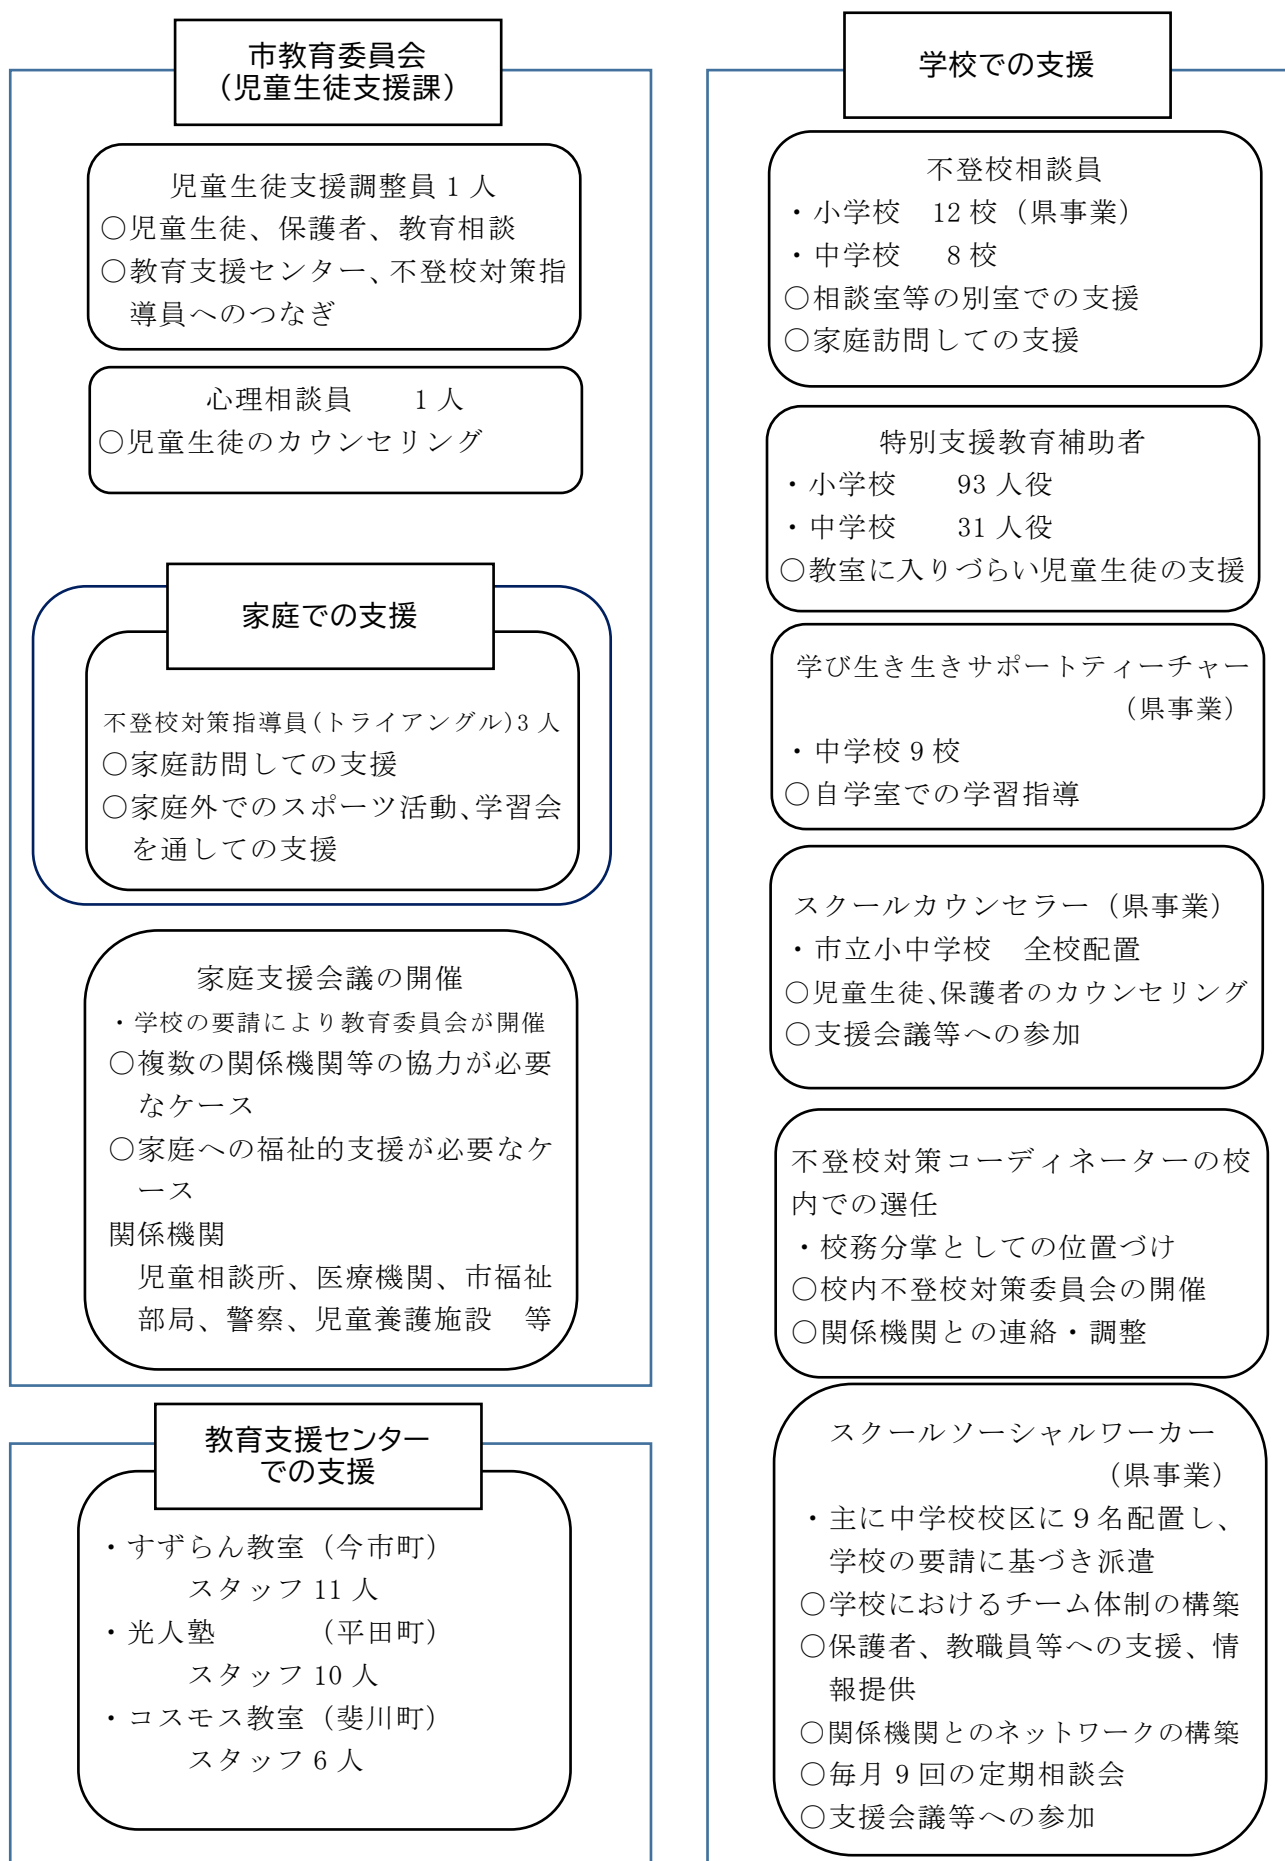 市教育委員会
（児童生徒支援課）
児童生徒支援調整員 1 人
○児童生徒、保護者、教育相談
○教育支援センター、不登校対策指
導員へのつなぎ
心理相談員　　1 人
○児童生徒のカウンセリング
家庭での支援
不登校対策指導員(トライアングル)3 人
○家庭訪問しての支援
○家庭外でのスポーツ活動、学習会
を通しての支援
家庭支援会議の開催
・学校の要請により教育委員会が開催
○複数の関係機関等の協力が必要
なケース
○家庭への福祉的支援が必要なケ
ース
関係機関
児童相談所、医療機関、市福祉
部局、警察、児童養護施設　等
教育支援センター
での支援
・すずらん教室（今市町）
スタッフ 11 人
・光人塾　　　（平田町）
スタッフ 10 人
・コスモス教室（斐川町）
スタッフ 6 人
学校での支援
不登校相談員
・小学校　12 校（県事業）
・中学校　 8 校
○相談室等の別室での支援
○家庭訪問しての支援
特別支援教育補助者
・小学校　　93 人役
・中学校　　31 人役
○教室に入りづらい児童生徒の支援
学び生き生きサポートティーチャー
（県事業）
・中学校 9 校
○自学室での学習指導
スクールカウンセラー（県事業）
・市立小中学校　全校配置
○児童生徒、保護者のカウンセリング
○支援会議等への参加
不登校対策コーディネーターの校
内での選任
・校務分掌としての位置づけ
○校内不登校対策委員会の開催
○関係機関との連絡・調整
スクールソーシャルワーカー
（県事業）
・主に中学校校区に９名配置し、
学校の要請に基づき派遣
○学校におけるチーム体制の構築
○保護者、教職員等への支援、情
報提供
○関係機関とのネットワークの構築
○毎月 9 回の定期相談会
○支援会議等への参加